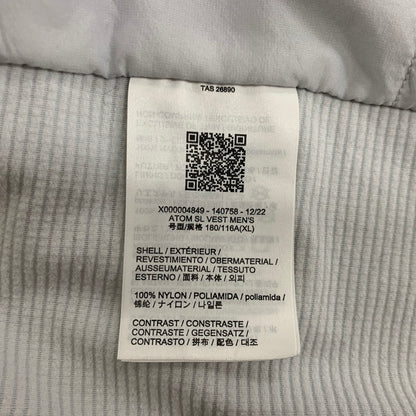 TAS 26890
X000004849 - 140758 - 12/22
ATOM SL VEST MEN'S
号型/规格 180/116A(XL)
SHELL / EXTÉRIEUR /
REVESTIMIENTO / OBERMATERIAL /
AUSSEUMATERIAL / TESSUTO
ESTERNO / 面料 / 本体 / 외피
100% NYLON / POLIAMIDA / poliamida /
锦纶 / ナイロン / 나일론
CONTRAST / CONSTRASTE /
CONTRASTE / GEGENSATZ /
CONTRASTO / 拼布 / 配色 / 대조